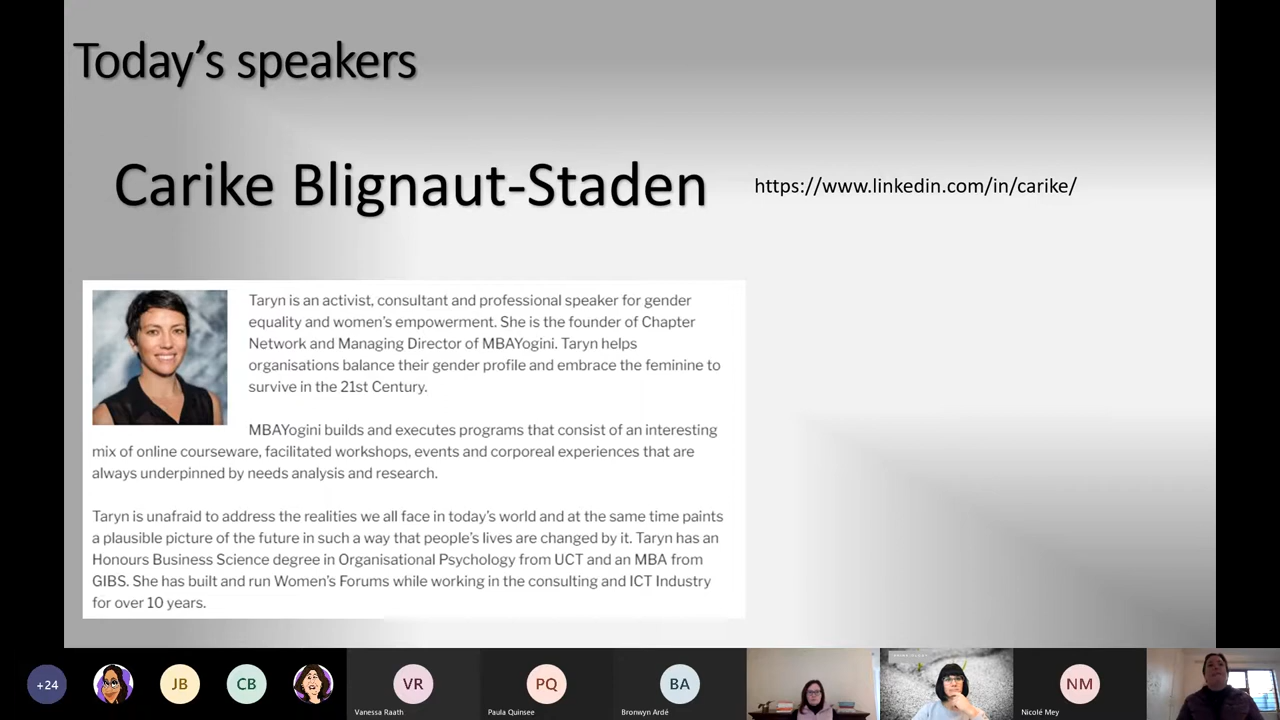 Today's speakers
Carike Blignaut-Staden
https://www.linkedin.com/in/carike/
Taryn is an activist, consultant and professional speaker for gender
equality and women's empowerment. She is the founder of Chapter
Network and Managing Director of MBAYogini. Taryn helps
organisations balance their gender profile and embrace the feminine to
survive in the 21st Century.
MBAYogini builds and executes programs that consist of an interesting
mix of online courseware, facilitated workshops, events and corporeal experiences that are
always underpinned by needs analysis and research.
Taryn is unafraid to address the realities we all face in today's world and at the same time paints
a plausible picture of the future in such a way that people's lives are changed by it. Taryn has an
Honours Business Science degree in Organisational Psychology from UCT and an MBA from
GIBS. She has built and run Women's Forums while working in the consulting and ICT Industry
for over 10 years.
+24
JB
CB
VR
PQ
BA
NM
Vanessa Raath
Paula Quinsee
Bronwyn Ardé
Nicolé Mey